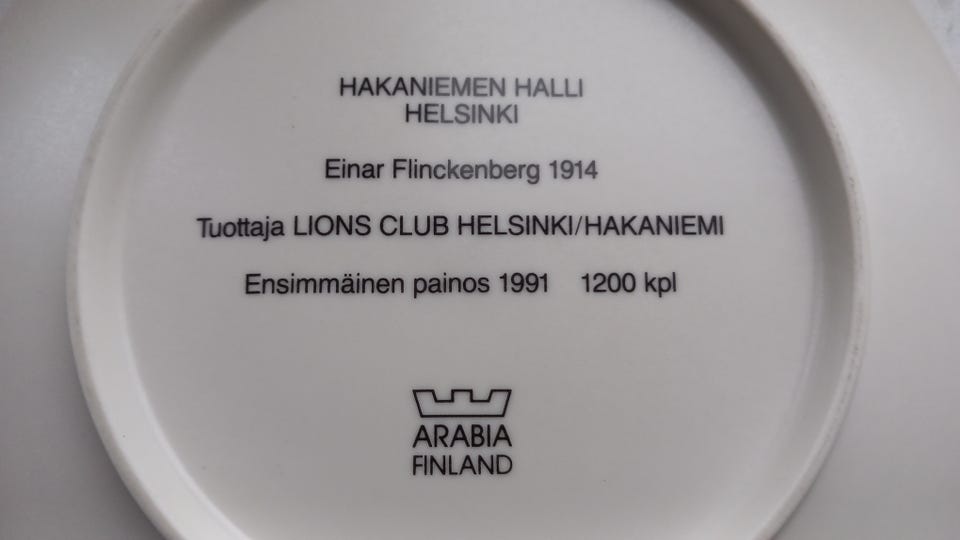 HAKANIEMEN HALLI
HELSINKI
Einar Flinckenberg 1914
Tuottaja LIONS CLUB HELSINKI/HAKANIEMI
Ensimmäinen painos 1991 1200 kpl
ARABIA
FINLAND